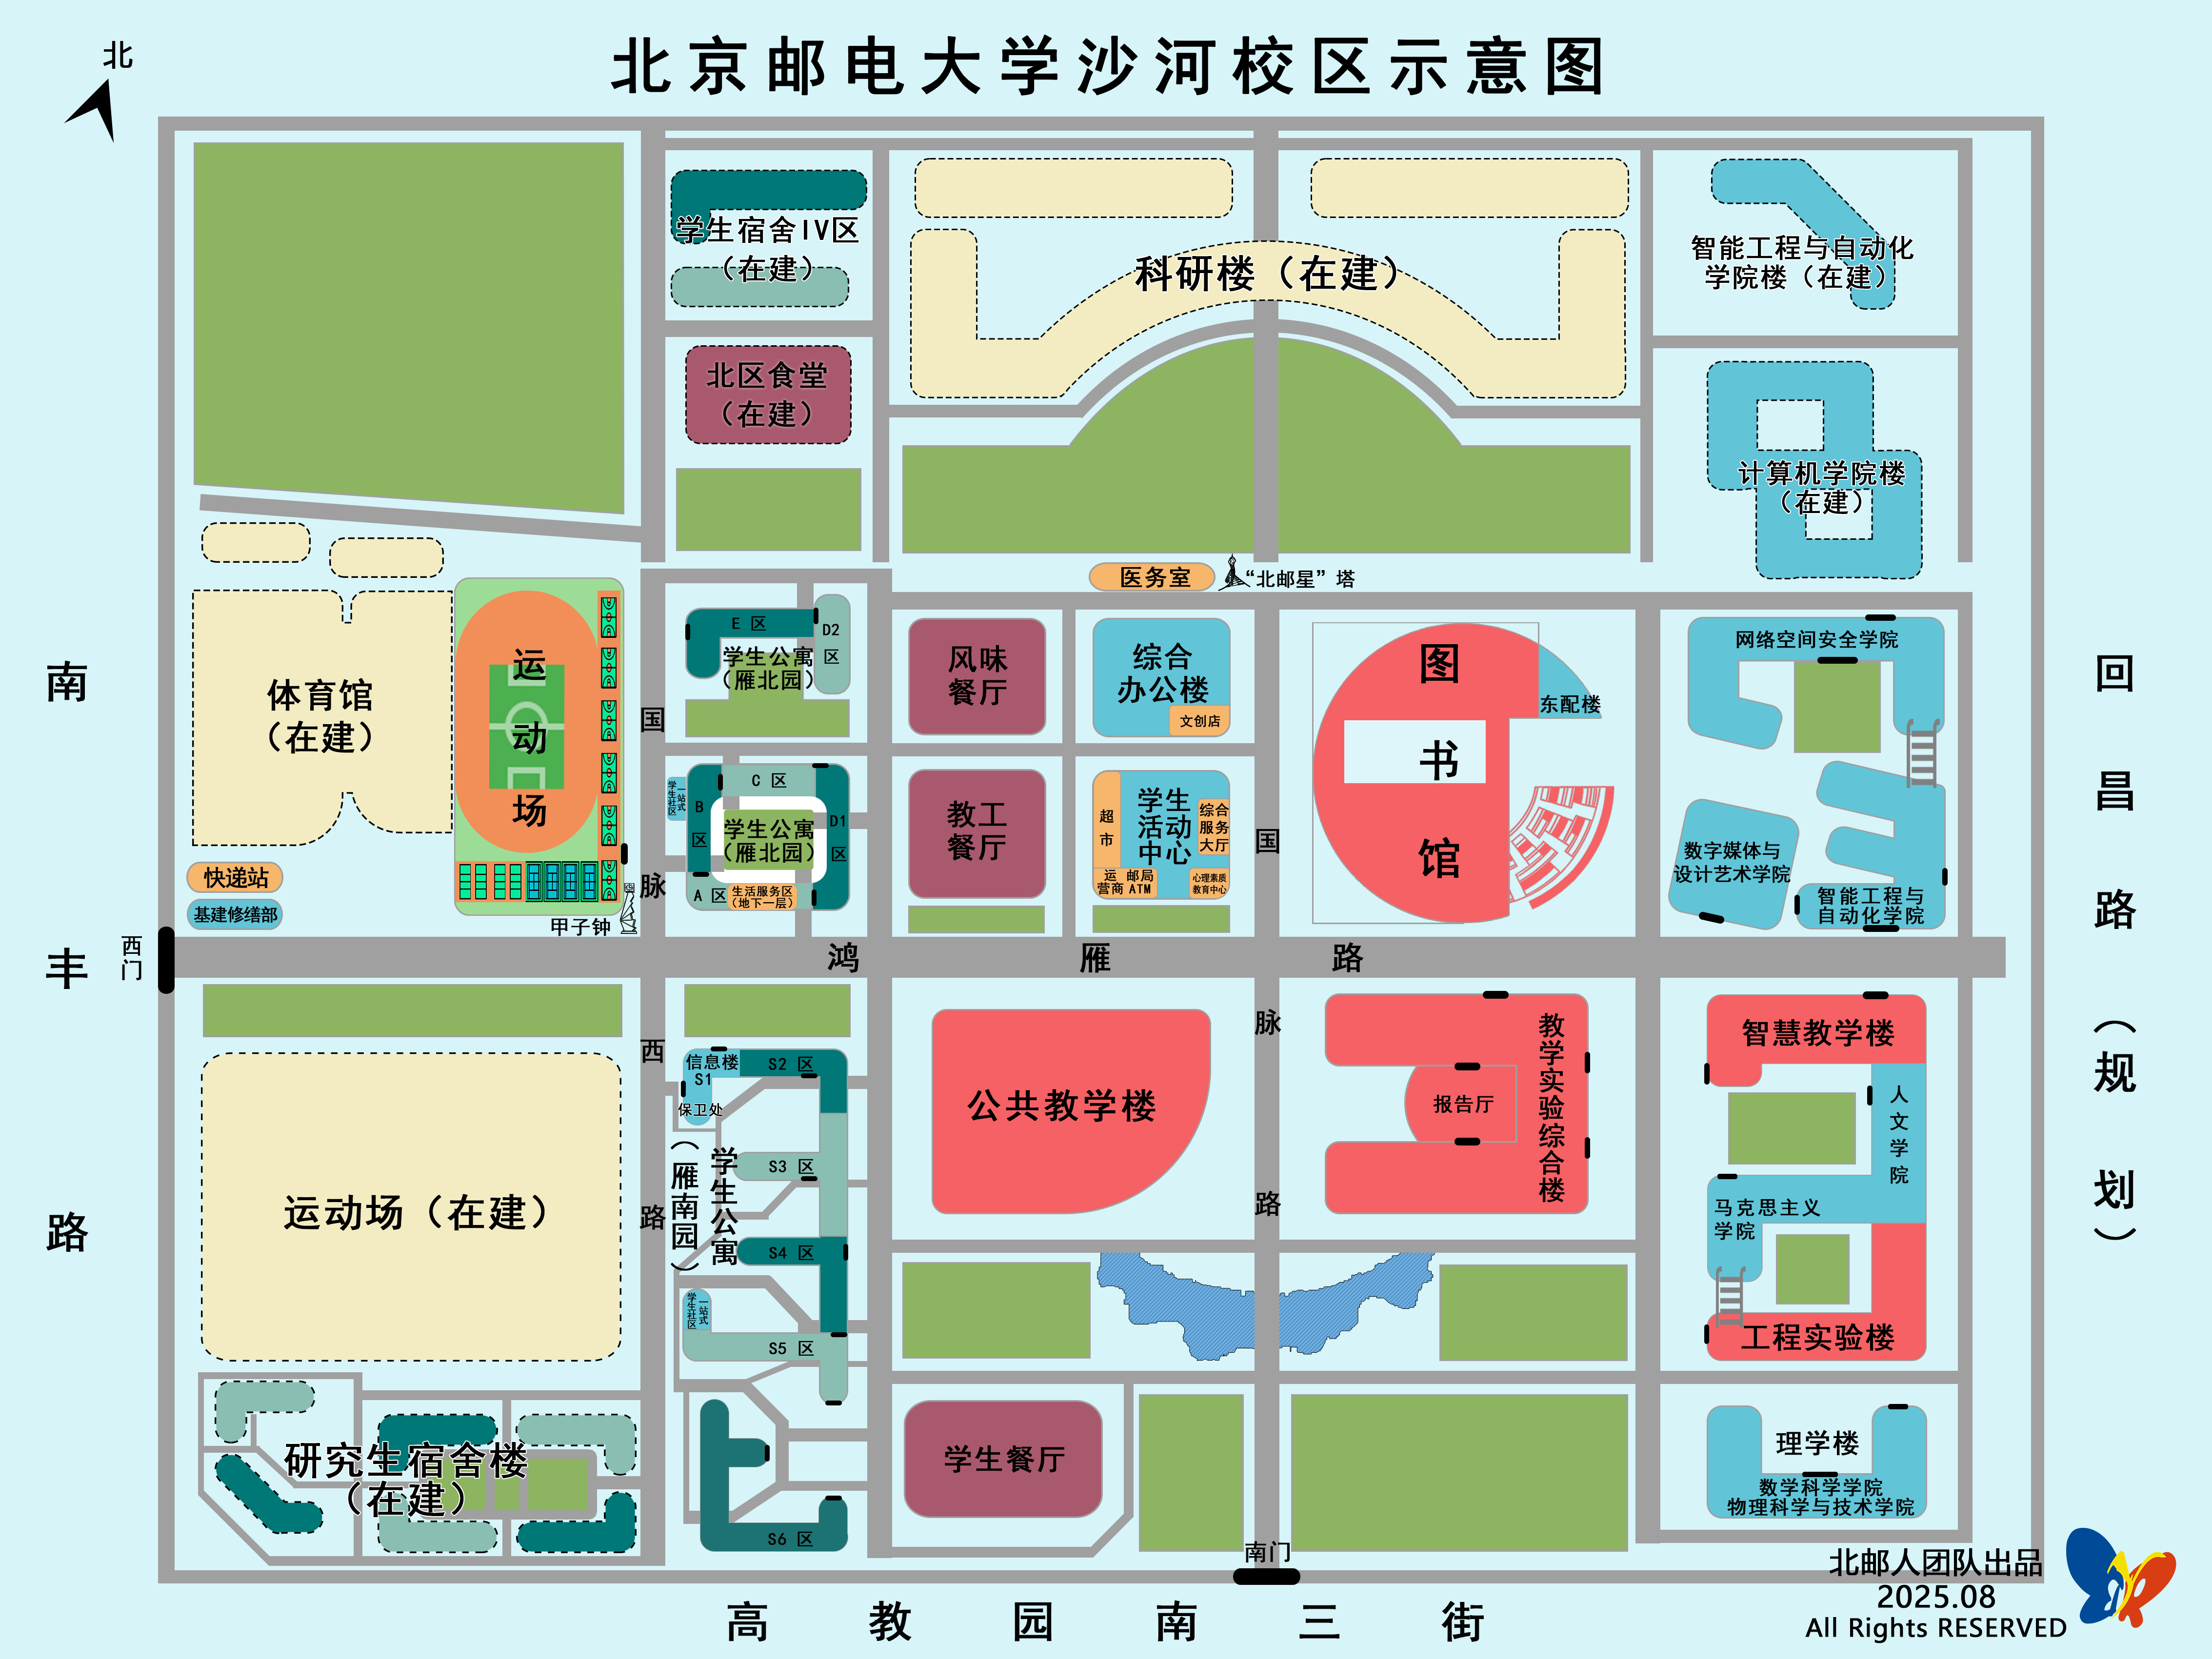 北京邮电大学沙河校区示意图
北
学生宿舍IV区
（在建）
科研楼（在建）
智能工程与自动化
学院楼（在建）
北区食堂
（在建）
计算机学院楼
（在建）
医务室
“北邮星”塔
体育馆
（在建）
运动场
快递站
基建修缮部
甲子钟
E 区
D2
区
学生公寓
（雁北园）
C 区
B
区
一站式
学生社区
学生公寓
（雁北园）
D1
区
A 区
生活服务区
（地下一层）
风味
餐厅
综合
办公楼
文创店
教工
餐厅
超市
学生
活动
中心
综合
服务
大厅
运营商
邮局
ATM
心理素质
教育中心
图书馆
东配楼
网络空间安全学院
数字媒体与
设计艺术学院
智能工程与
自动化学院
南丰路
西门
国脉西路
国脉路
鸿雁路
回昌路（规划）
运动场（在建）
信息楼
S1
保卫处
S2 区
S3 区
S4 区
学生公寓
（雁南园）
一站式
学生社区
S5 区
S6 区
公共教学楼
教学实验综合楼
报告厅
智慧教学楼
人文学院
马克思主义
学院
工程实验楼
研究生宿舍楼
（在建）
学生餐厅
理学楼
数学科学学院
物理科学与技术学院
南门
高教园南三街
北邮人团队出品
2025.08
All Rights RESERVED